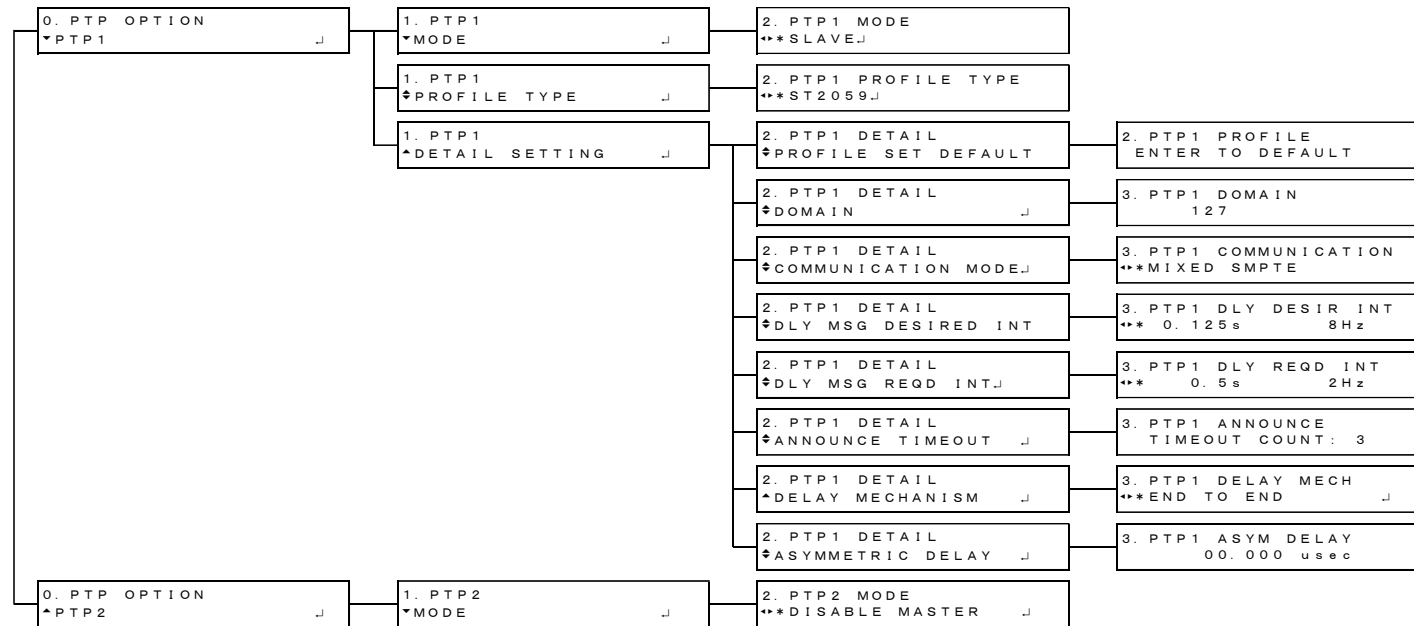 0. PTP OPTION
▼PTP1 ↵
1. PTP1
▼MODE ↵
2. PTP1 MODE
◄►*SLAVE↵
1. PTP1
♦PROFILE TYPE ↵
2. PTP1 PROFILE TYPE
◄►*ST2059↵
1. PTP1
▲DETAIL SETTING ↵
2. PTP1 DETAIL
♦PROFILE SET DEFAULT
2. PTP1 PROFILE
ENTER TO DEFAULT
2. PTP1 DETAIL
♦DOMAIN ↵
3. PTP1 DOMAIN
127
2. PTP1 DETAIL
♦COMMUNICATION MODE↵
3. PTP1 COMMUNICATION
◄►*MIXED SMPTE
2. PTP1 DETAIL
♦DLY MSG DESIRED INT
3. PTP1 DLY DESIR INT
◄►* 0.125s 8Hz
2. PTP1 DETAIL
♦DLY MSG REQD INT↵
3. PTP1 DLY REQD INT
◄►* 0.5s 2Hz
2. PTP1 DETAIL
♦ANNOUNCE TIMEOUT ↵
3. PTP1 ANNOUNCE
TIMEOUT COUNT: 3
2. PTP1 DETAIL
▲DELAY MECHANISM ↵
3. PTP1 DELAY MECH
◄►*END TO END ↵
2. PTP1 DETAIL
♦ASYMMETRIC DELAY ↵
3. PTP1 ASYM DELAY
00.000 usec
0. PTP OPTION
▲PTP2 ↵
1. PTP2
▼MODE ↵
2. PTP2 MODE
◄►*DISABLE MASTER ↵